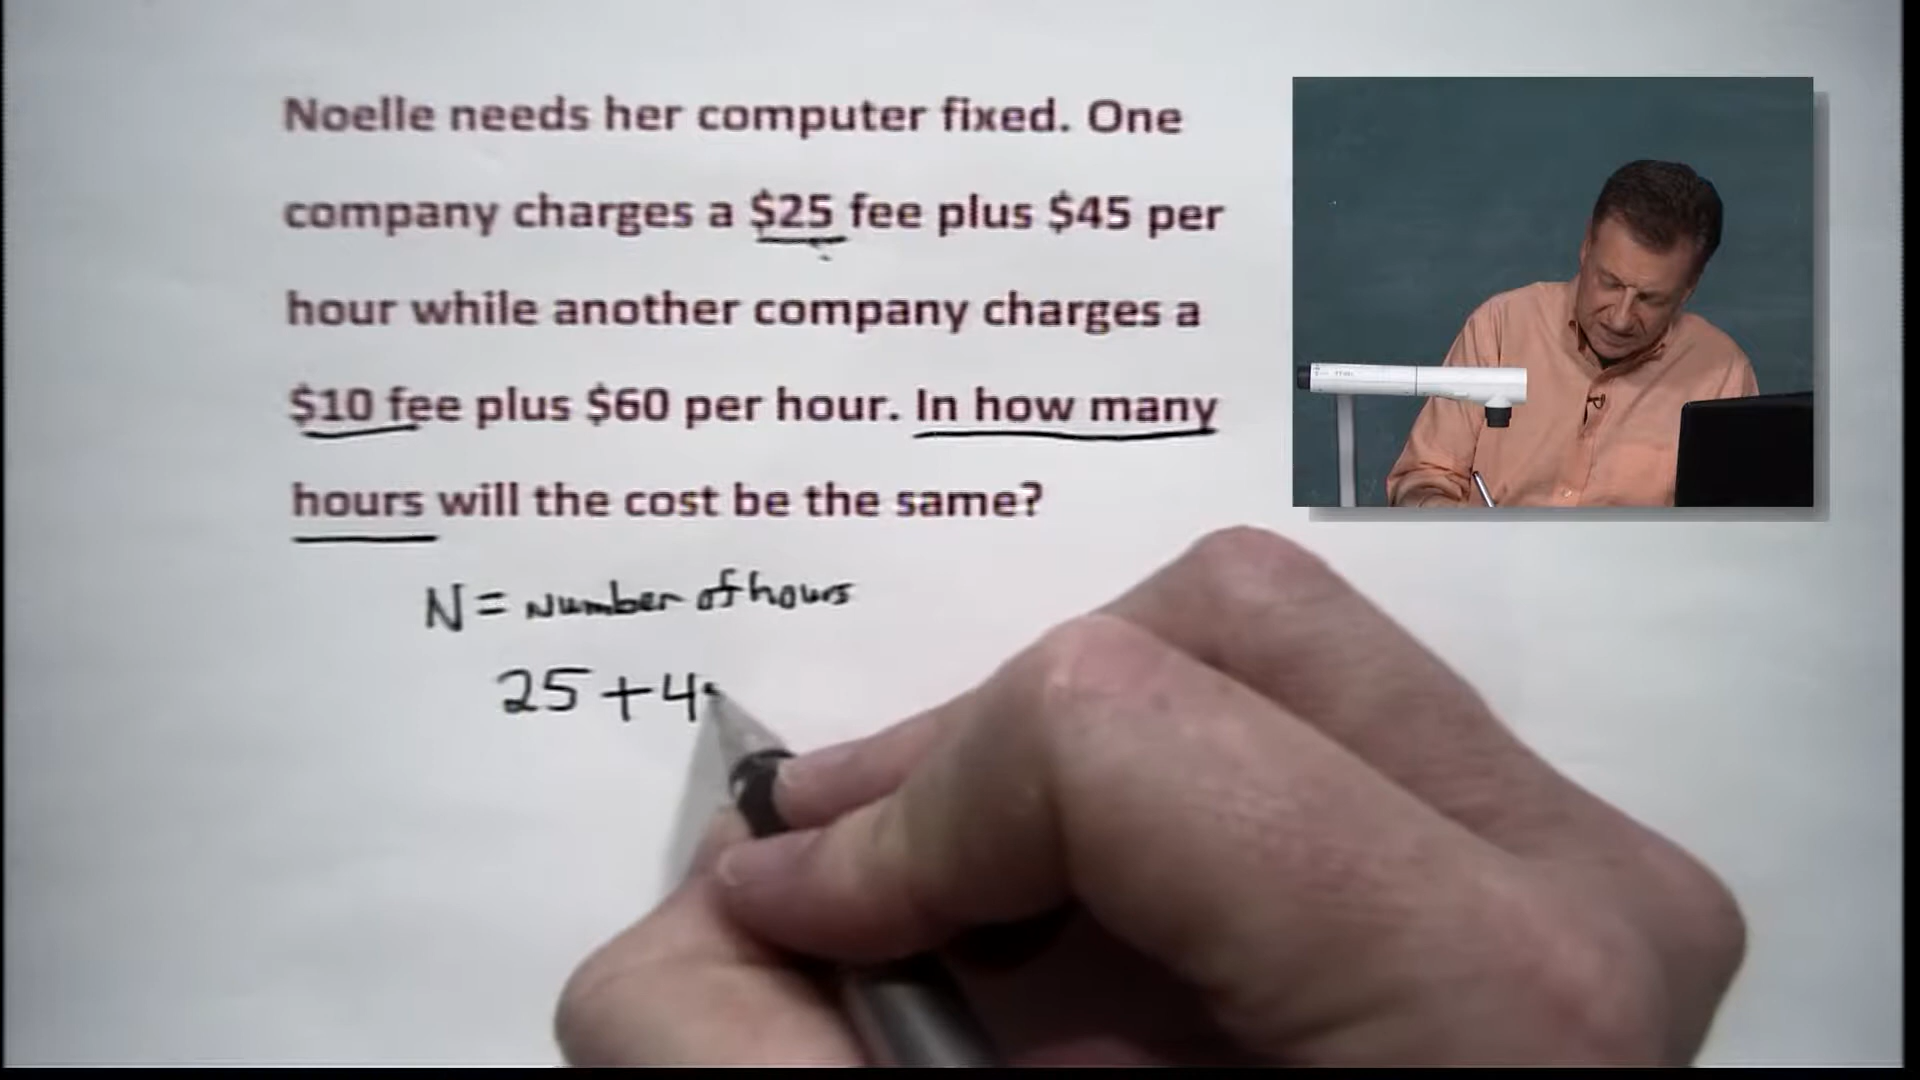 Noelle needs her computer fixed. One
company charges a $25 fee plus $45 per
hour while another company charges a
$10 fee plus $60 per hour. In how many
hours will the cost be the same?
N = Number of hours
25 + 4